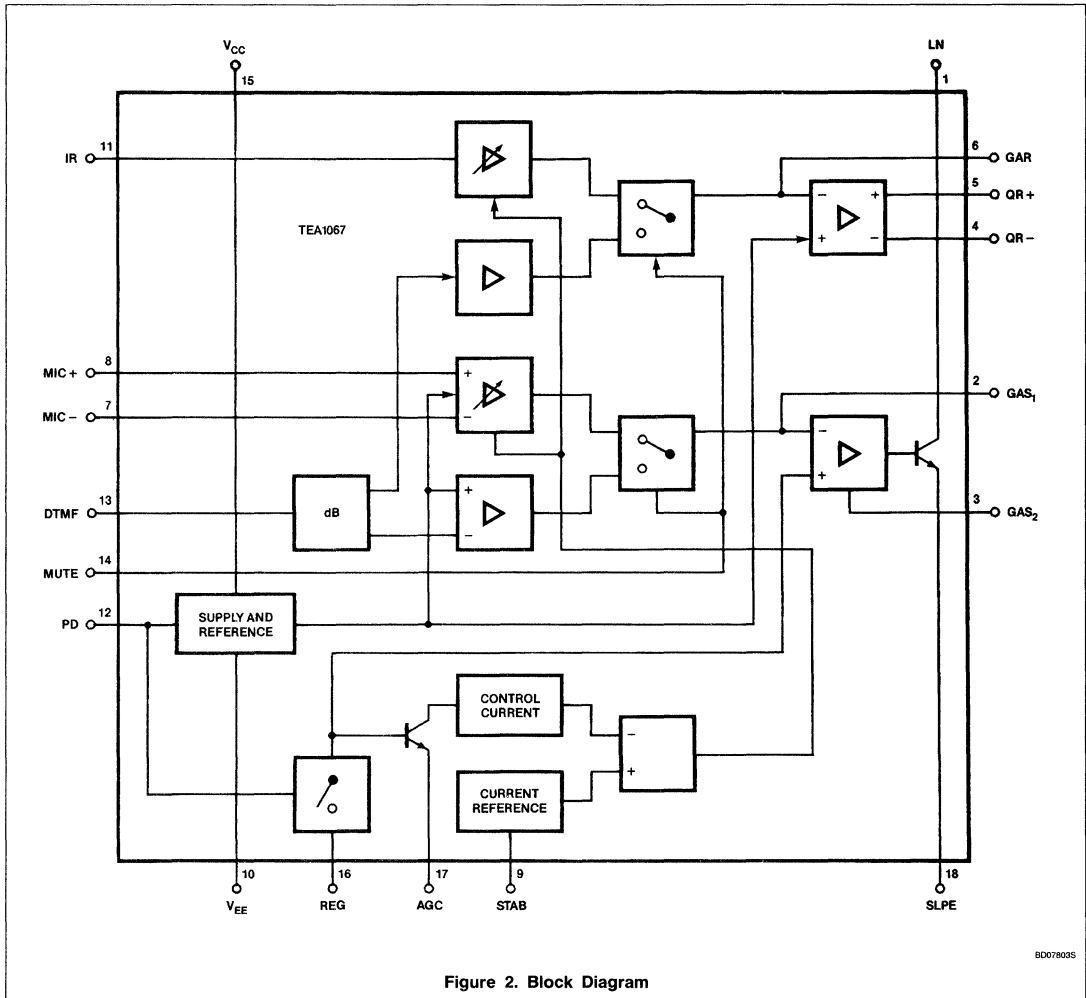 V_CC
15
LN
1
IR
11
TEA1067
6
GAR
- +
5
QR+
+ -
4
QR-
MIC+
8
+
MIC-
7
-
2
GAS₁
-
+
3
GAS₂
DTMF
13
dB
+
-
MUTE
14
PD
12
SUPPLY AND
REFERENCE
CONTROL
CURRENT
-
+
CURRENT
REFERENCE
10
V_EE
16
REG
17
AGC
9
STAB
18
SLPE
BD07803S
Figure 2. Block Diagram